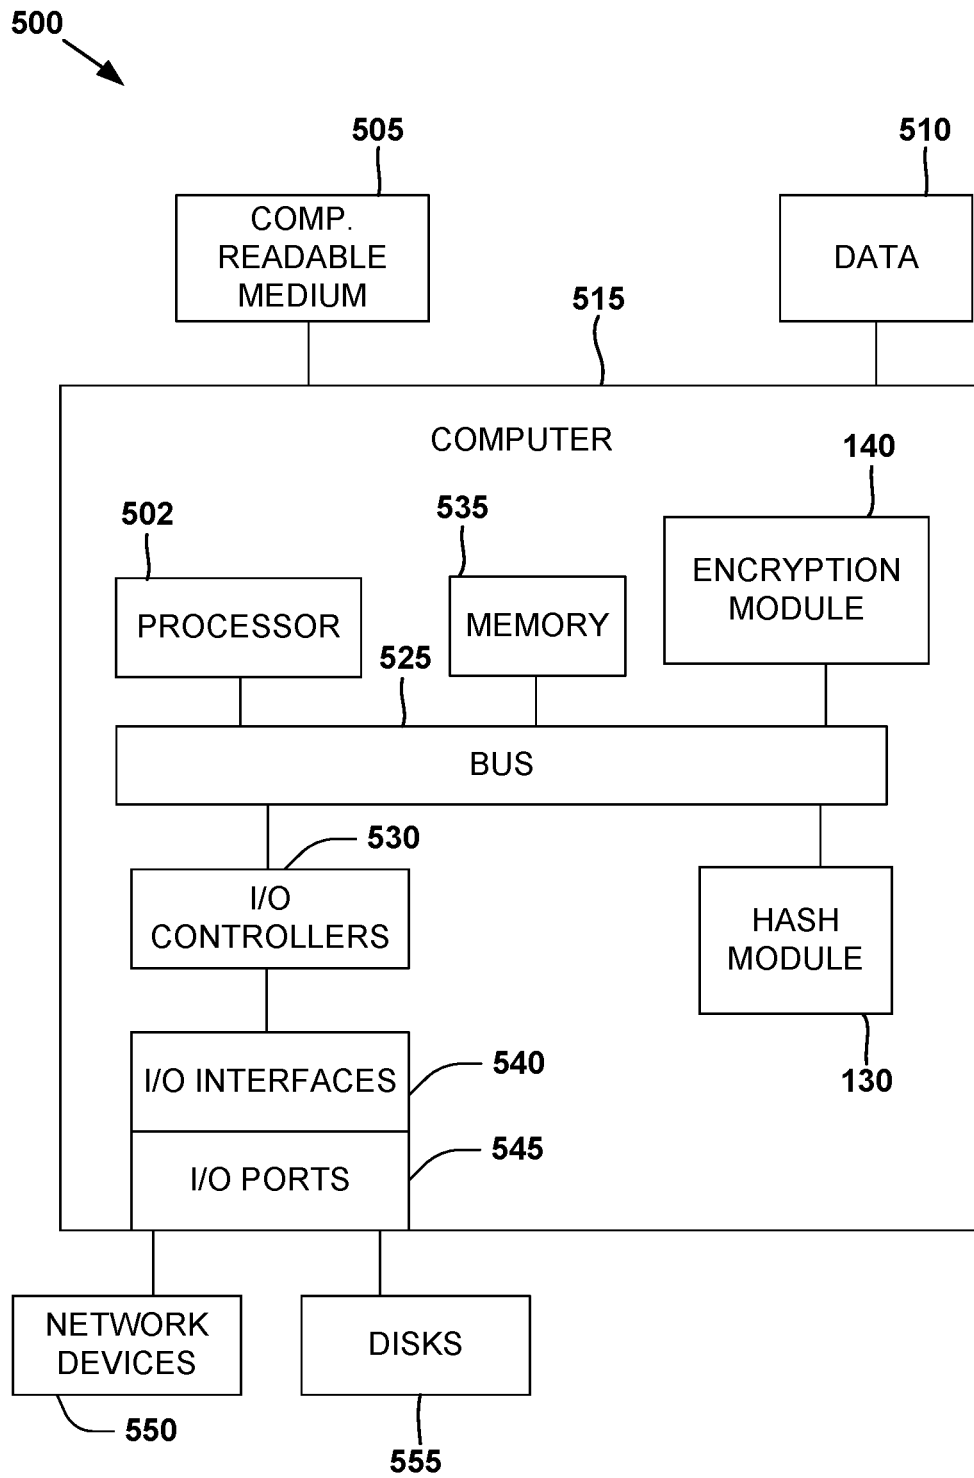 500
505
510
COMP.
READABLE
MEDIUM
DATA
515
COMPUTER
140
502
535
ENCRYPTION
MODULE
PROCESSOR
MEMORY
525
BUS
530
I/O
CONTROLLERS
HASH
MODULE
I/O INTERFACES
540
130
I/O PORTS
545
NETWORK
DEVICES
DISKS
550
555